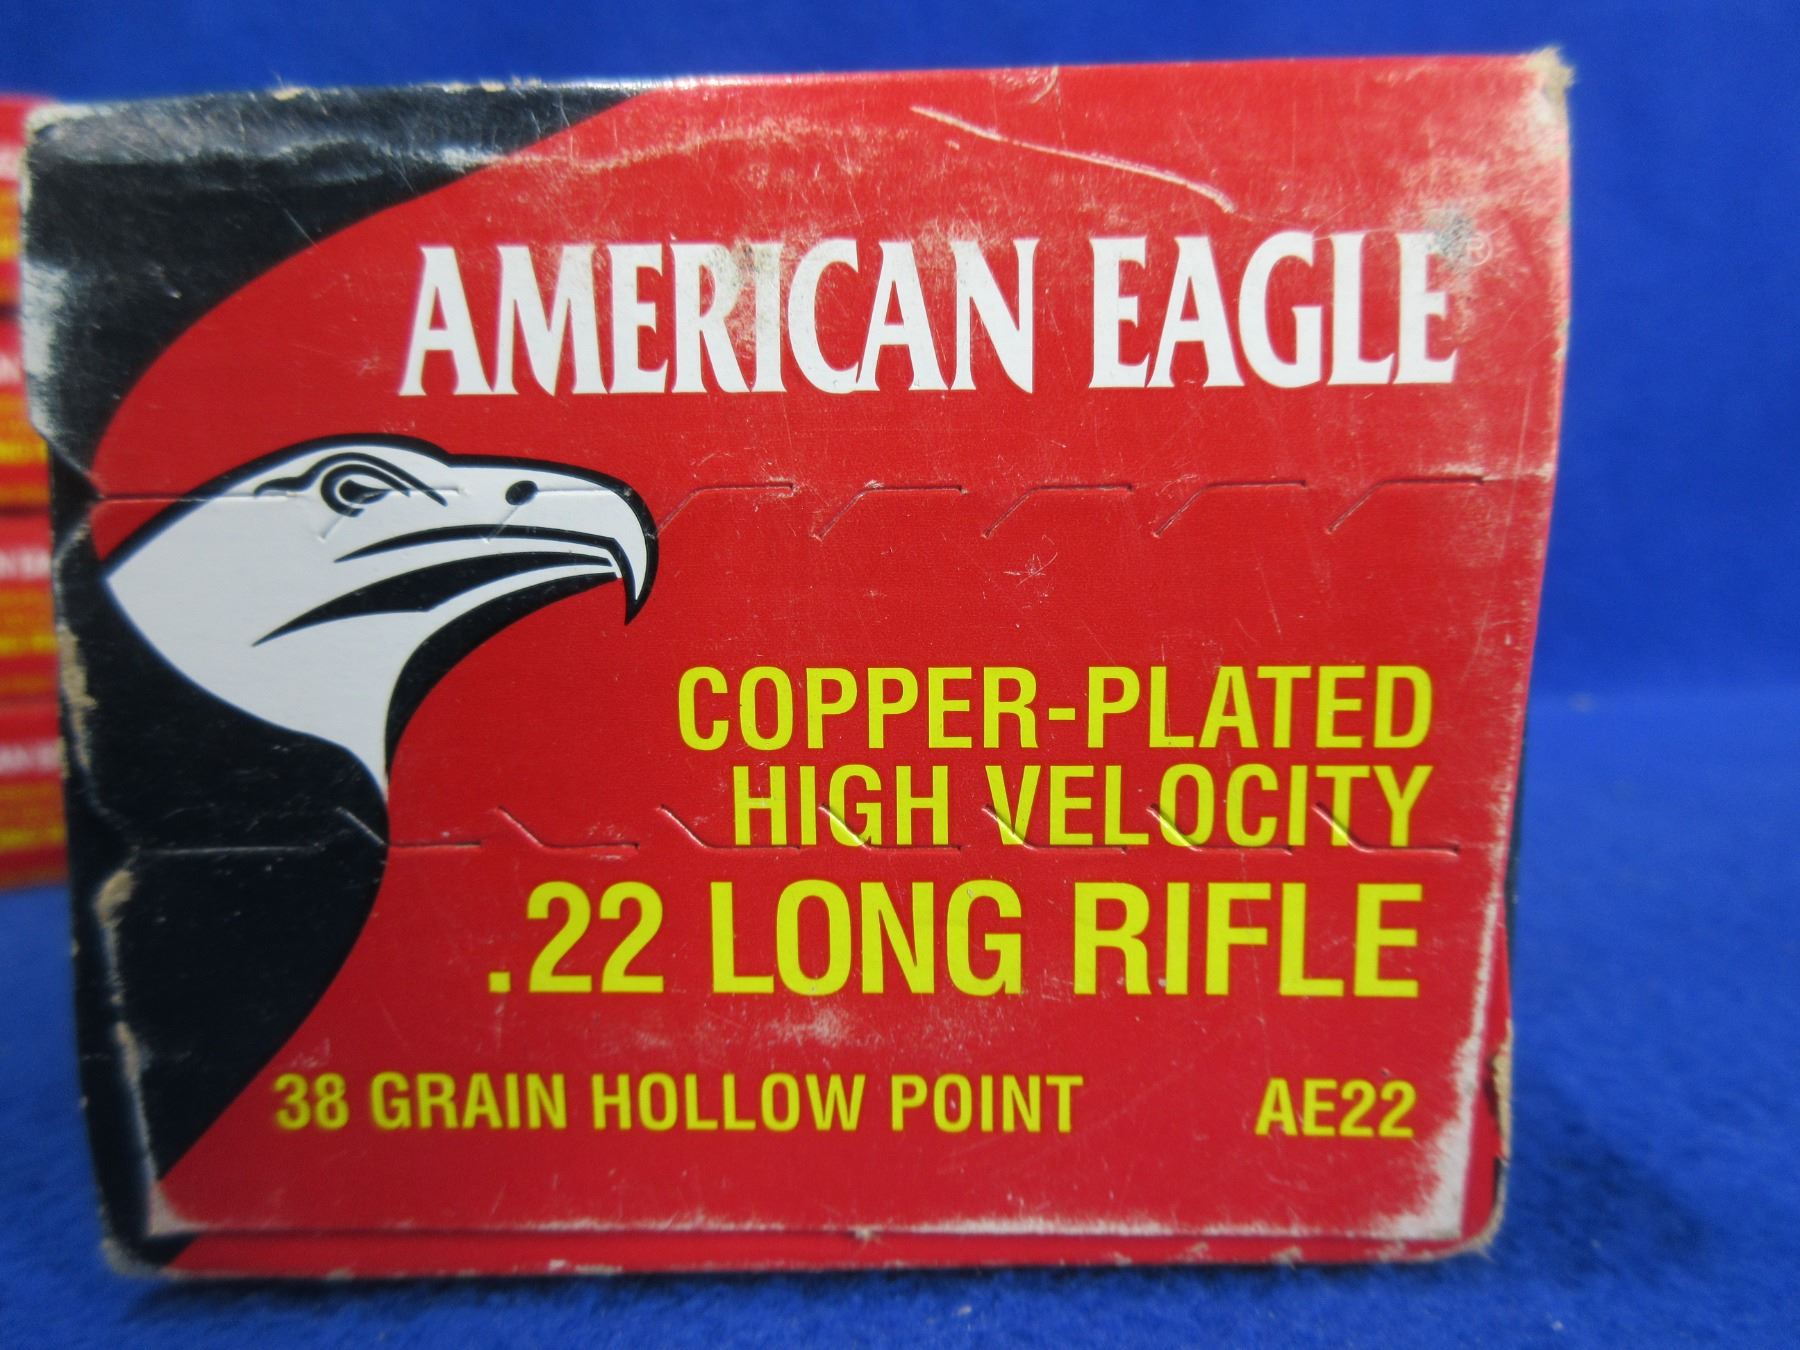 AMERICAN EAGLE®
COPPER-PLATED
HIGH VELOCITY
.22 LONG RIFLE
38 GRAIN HOLLOW POINT AE22